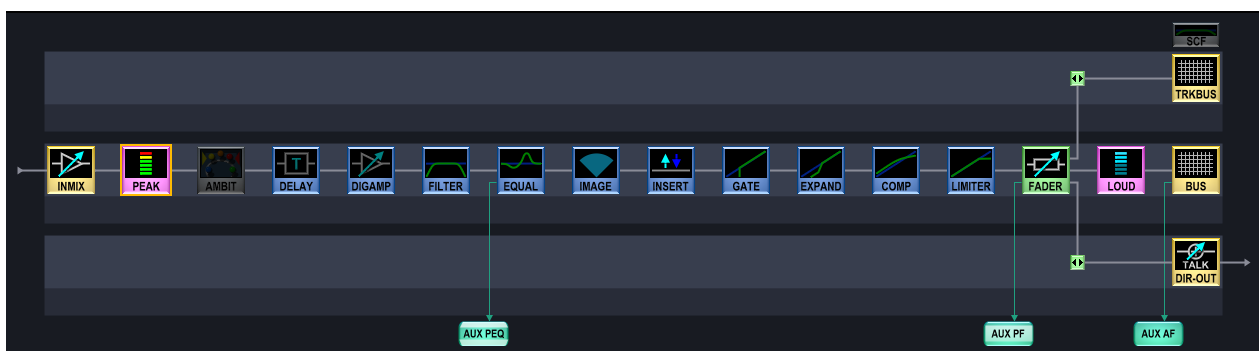 SCF
TRKBUS
INMIX
PEAK
AMBIT
T
DELAY
DIGAMP
FILTER
EQUAL
IMAGE
INSERT
GATE
EXPAND
COMP
LIMITER
FADER
LOUD
BUS
TALK
DIR-OUT
AUX PEQ
AUX PF
AUX AF